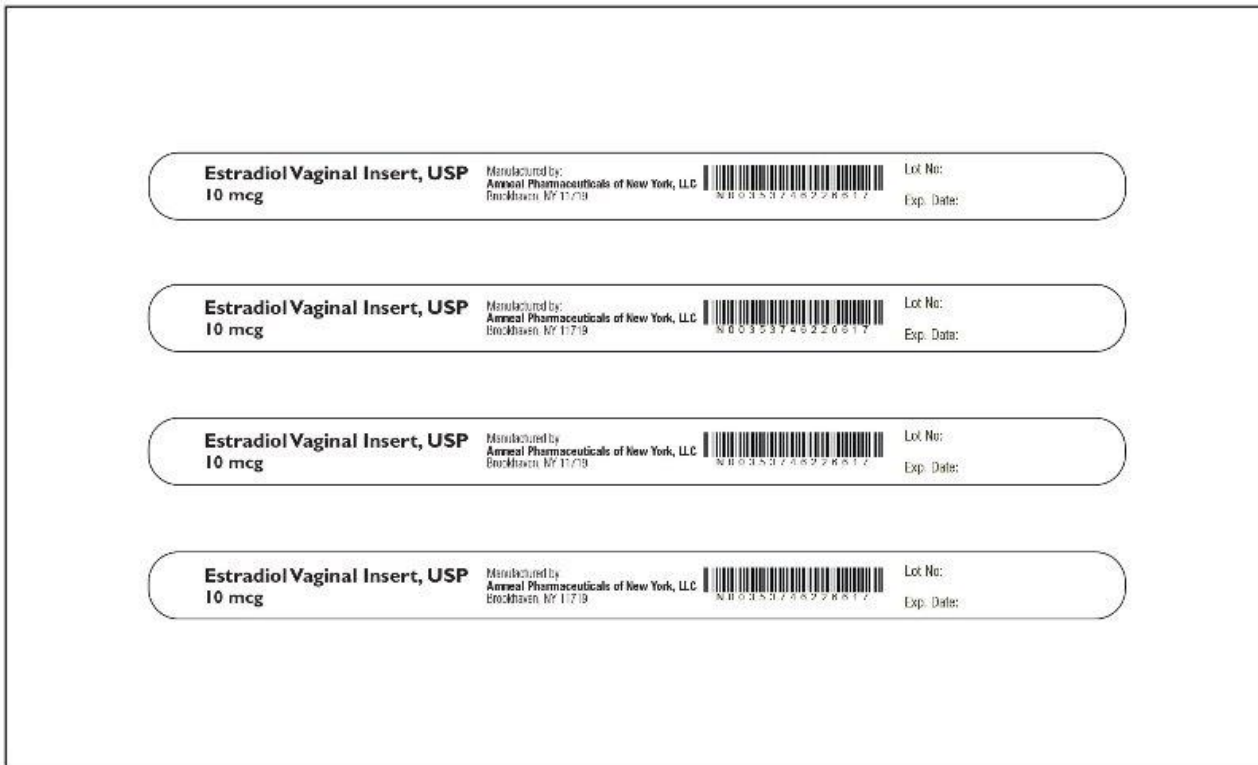 Estradiol Vaginal Insert, USP
10 mcg
Manufactured by:
Amneal Pharmaceuticals of New York, LLC
Brookhaven, NY 11719
Lot No:
Exp. Date:
Estradiol Vaginal Insert, USP
10 mcg
Manufactured by:
Amneal Pharmaceuticals of New York, LLC
Brookhaven, NY 11719
Lot No:
Exp. Date:
Estradiol Vaginal Insert, USP
10 mcg
Manufactured by:
Amneal Pharmaceuticals of New York, LLC
Brookhaven, NY 11719
Lot No:
Exp. Date:
Estradiol Vaginal Insert, USP
10 mcg
Manufactured by:
Amneal Pharmaceuticals of New York, LLC
Brookhaven, NY 11719
Lot No:
Exp. Date: